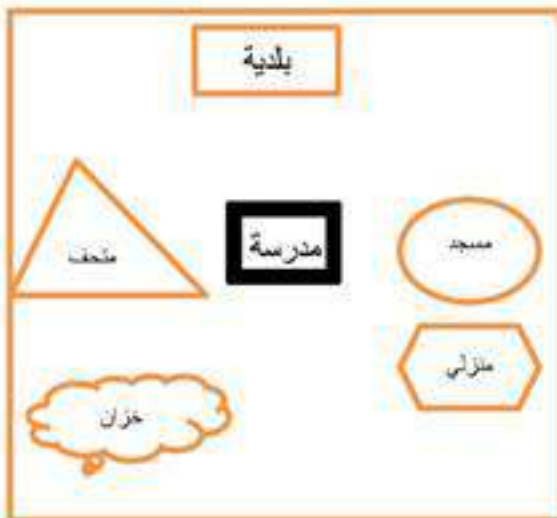 بلدية
مسجد
مدرسة
متحف
منزلي
خزان